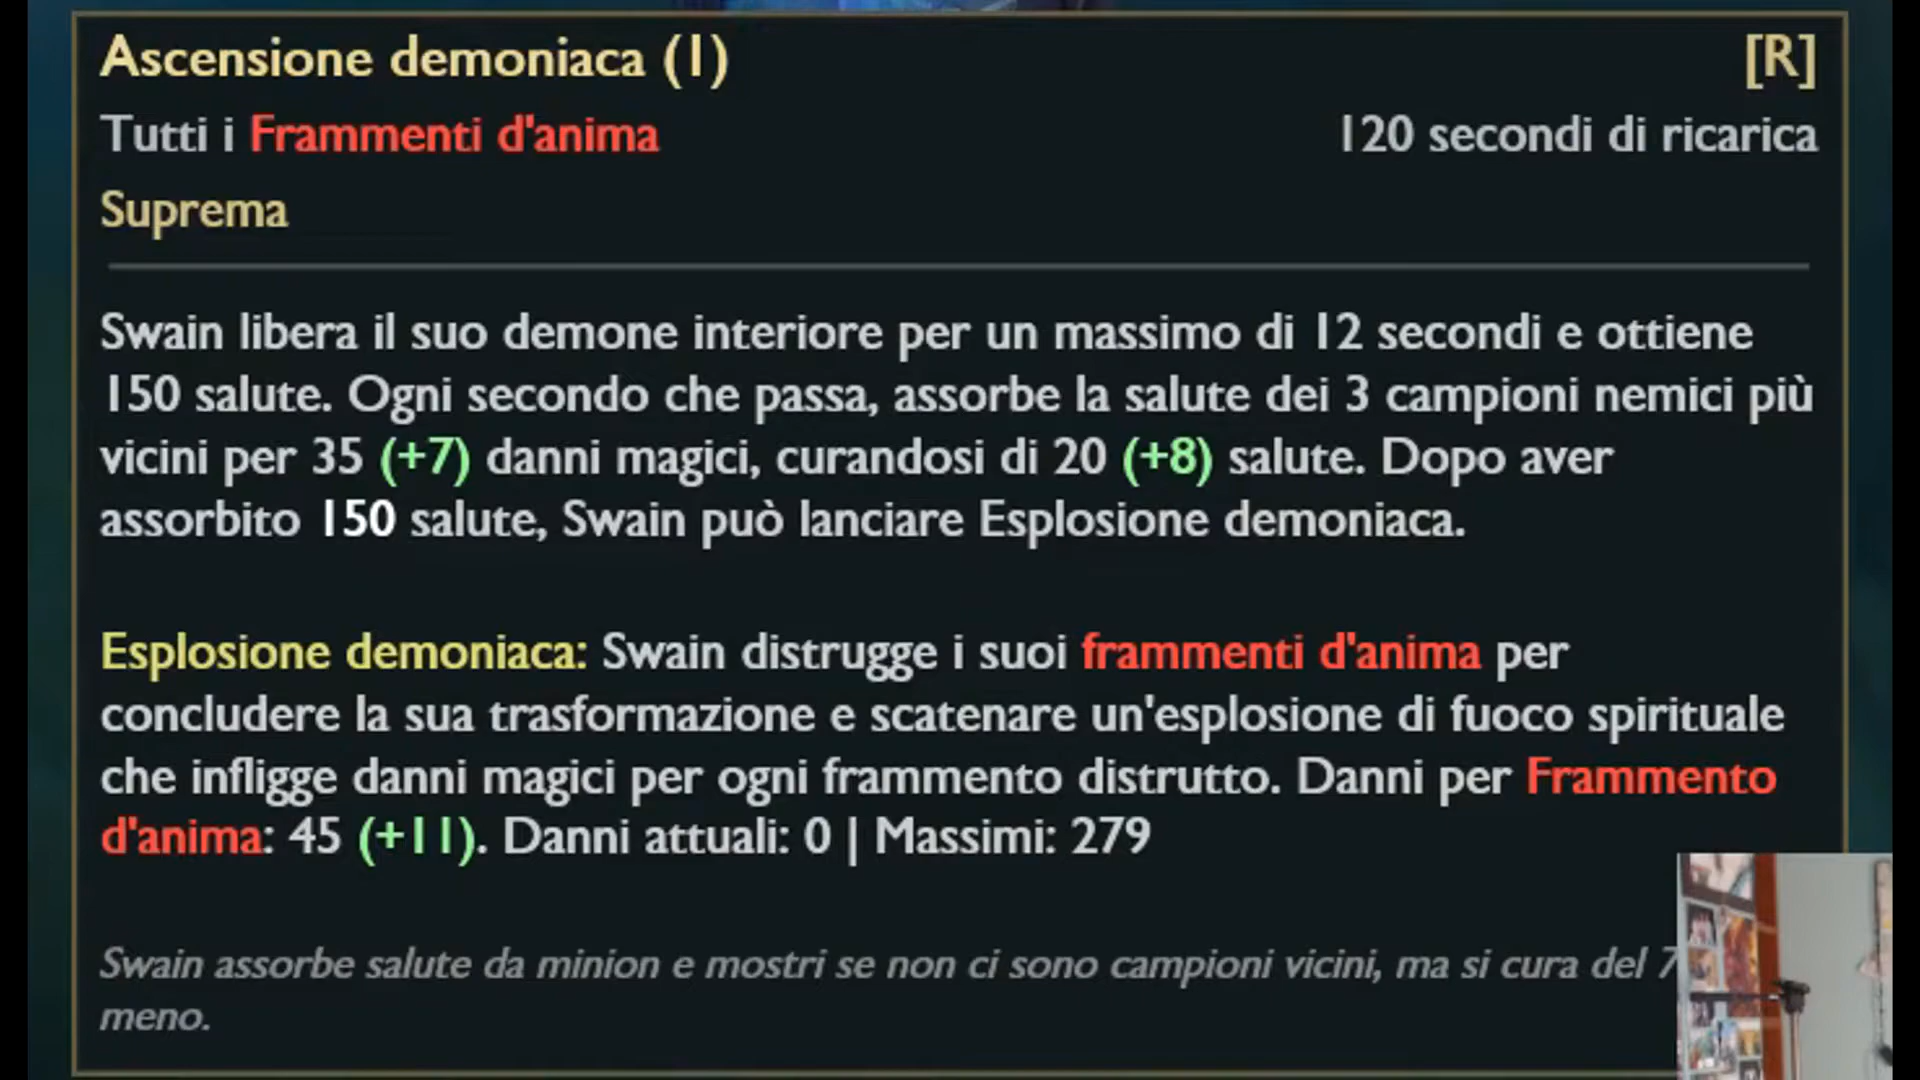 Ascensione demoniaca (1) [R]
Tutti i Frammenti d'anima 120 secondi di ricarica
Suprema
Swain libera il suo demone interiore per un massimo di 12 secondi e ottiene
150 salute. Ogni secondo che passa, assorbe la salute dei 3 campioni nemici più
vicini per 35 (+7) danni magici, curandosi di 20 (+8) salute. Dopo aver
assorbito 150 salute, Swain può lanciare Esplosione demoniaca.
Esplosione demoniaca: Swain distrugge i suoi frammenti d'anima per
concludere la sua trasformazione e scatenare un'esplosione di fuoco spirituale
che infligge danni magici per ogni frammento distrutto. Danni per Frammento
d'anima: 45 (+11). Danni attuali: 0 | Massimi: 279
Swain assorbe salute da minion e mostri se non ci sono campioni vicini, ma si cura del
meno.